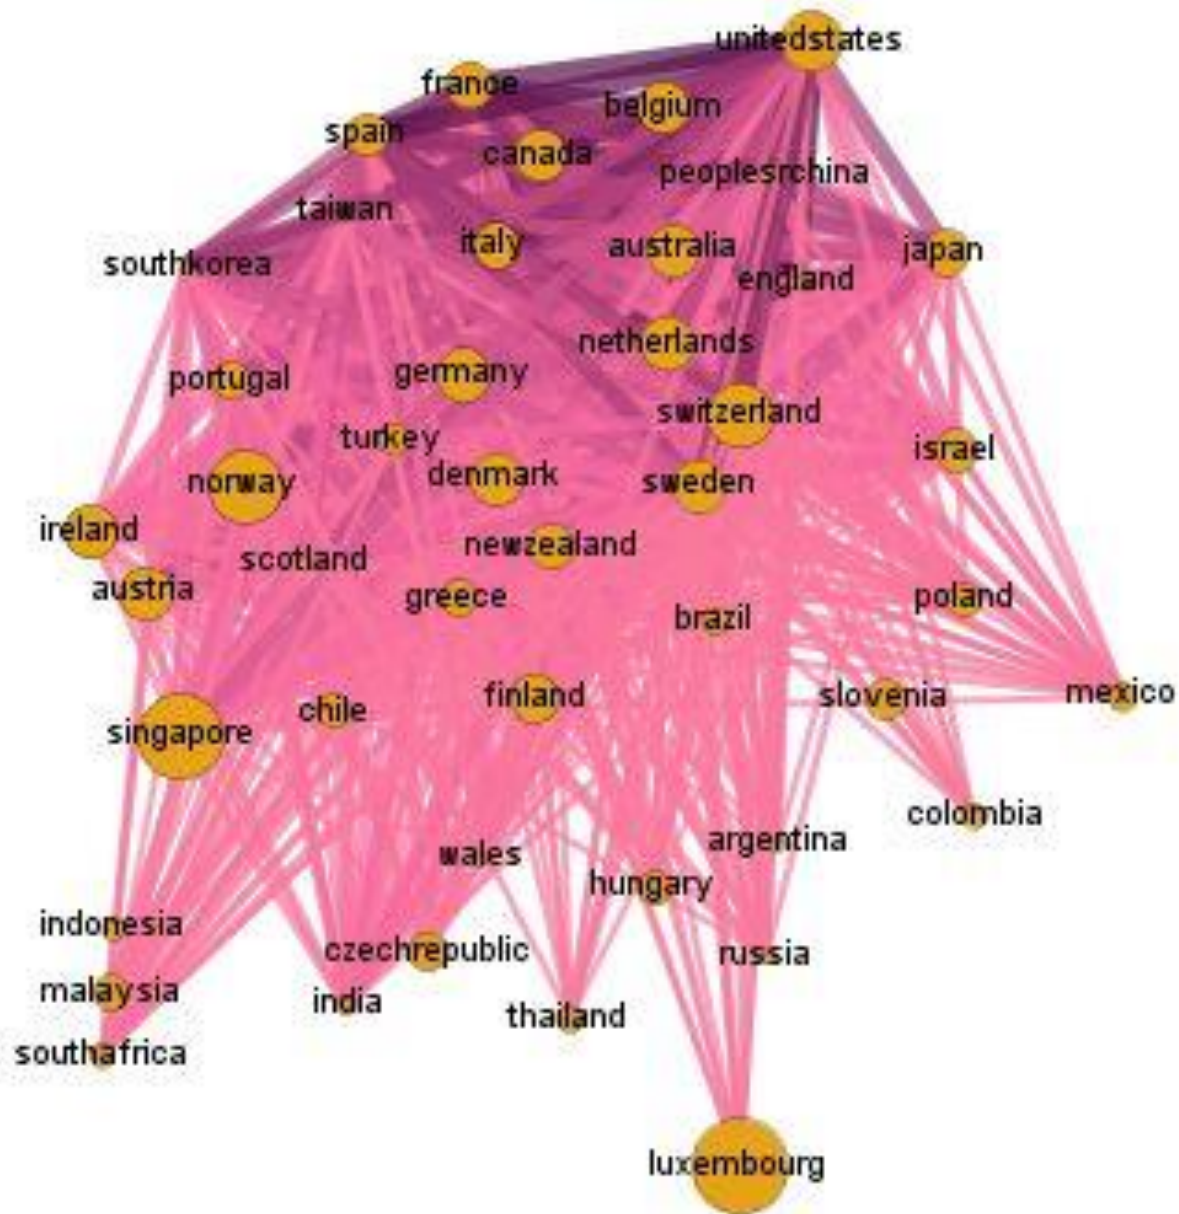 unitedstates
france
belgium
spain
canada
peoplesrchina
taiwan
italy
australia
japan
southkorea
england
netherlands
portugal
germany
switzerland
turkey
israel
norway
denmark
sweden
ireland
newzealand
scotland
austria
greece
poland
brazil
finland
slovenia
mexico
chile
singapore
colombia
argentina
wales
hungary
indonesia
czechrepublic
russia
malaysia
india
thailand
southafrica
luxembourg